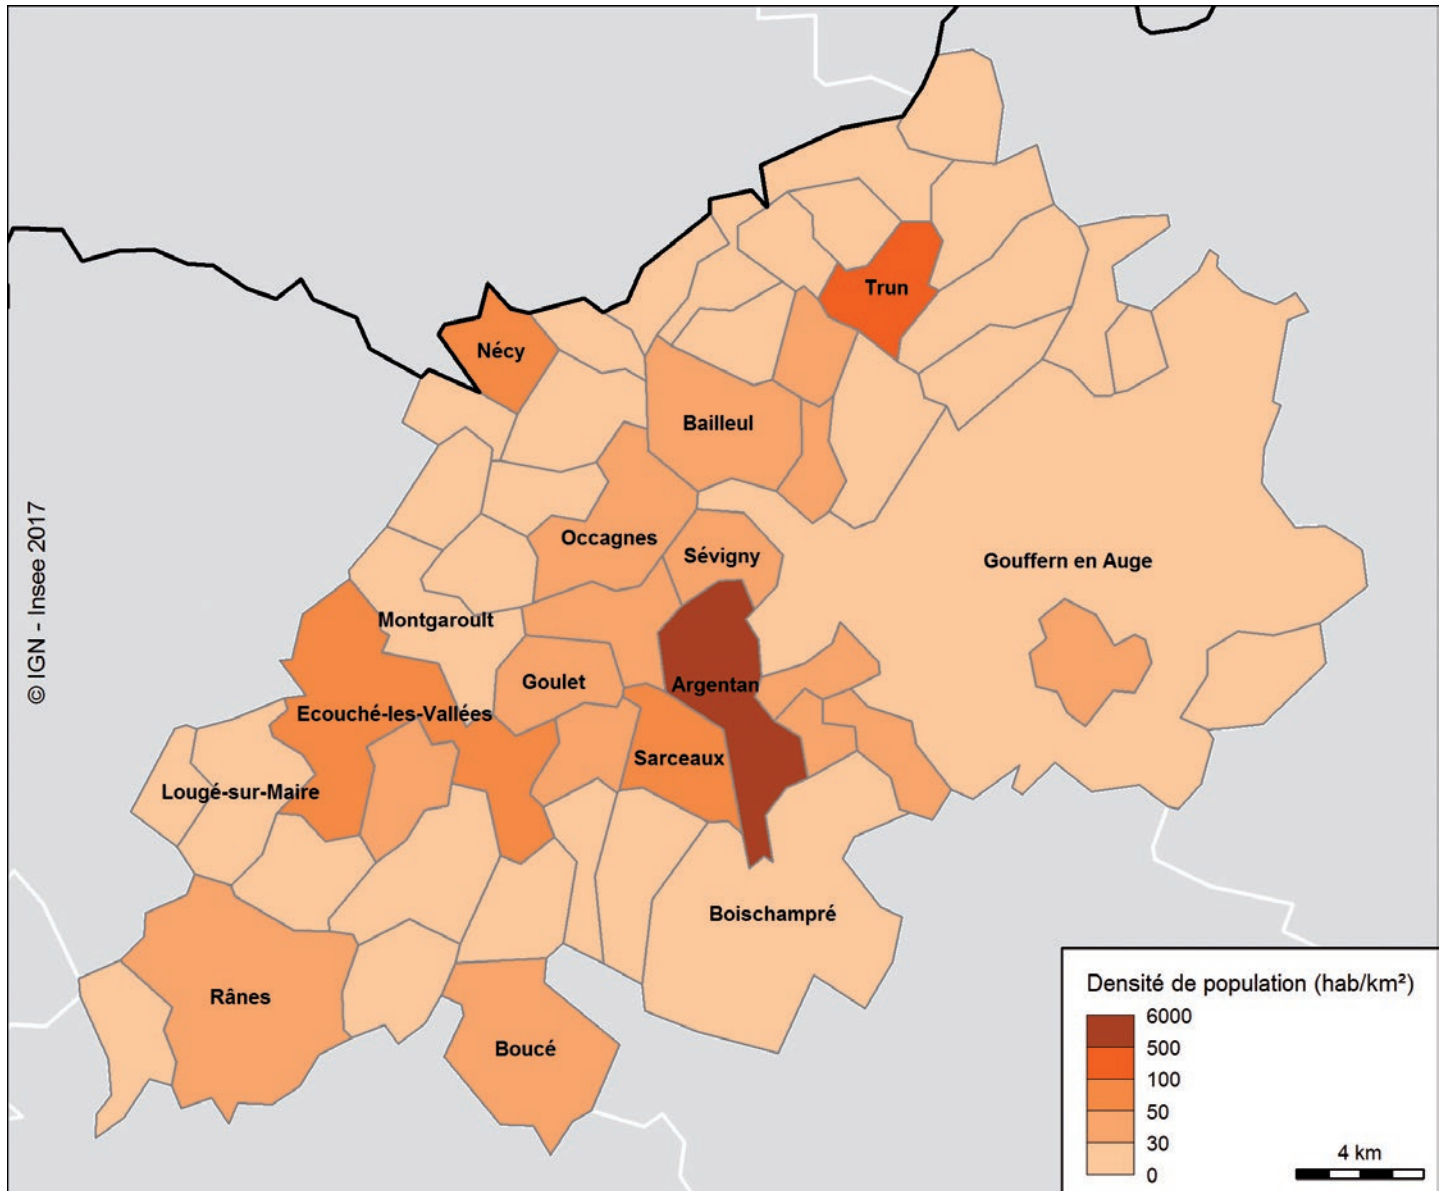 Trun
Nécy
Bailleul
Occagnes
Sévigny
Gouffern en Auge
Montgaroult
Goulet
Argentan
Ecouché-les-Vallées
Sarceaux
Lougé-sur-Maire
Boischampré
Rânes
Boucé
© IGN - Insee 2017
Densité de population (hab/km²)
6000
500
100
50
30
0
4 km